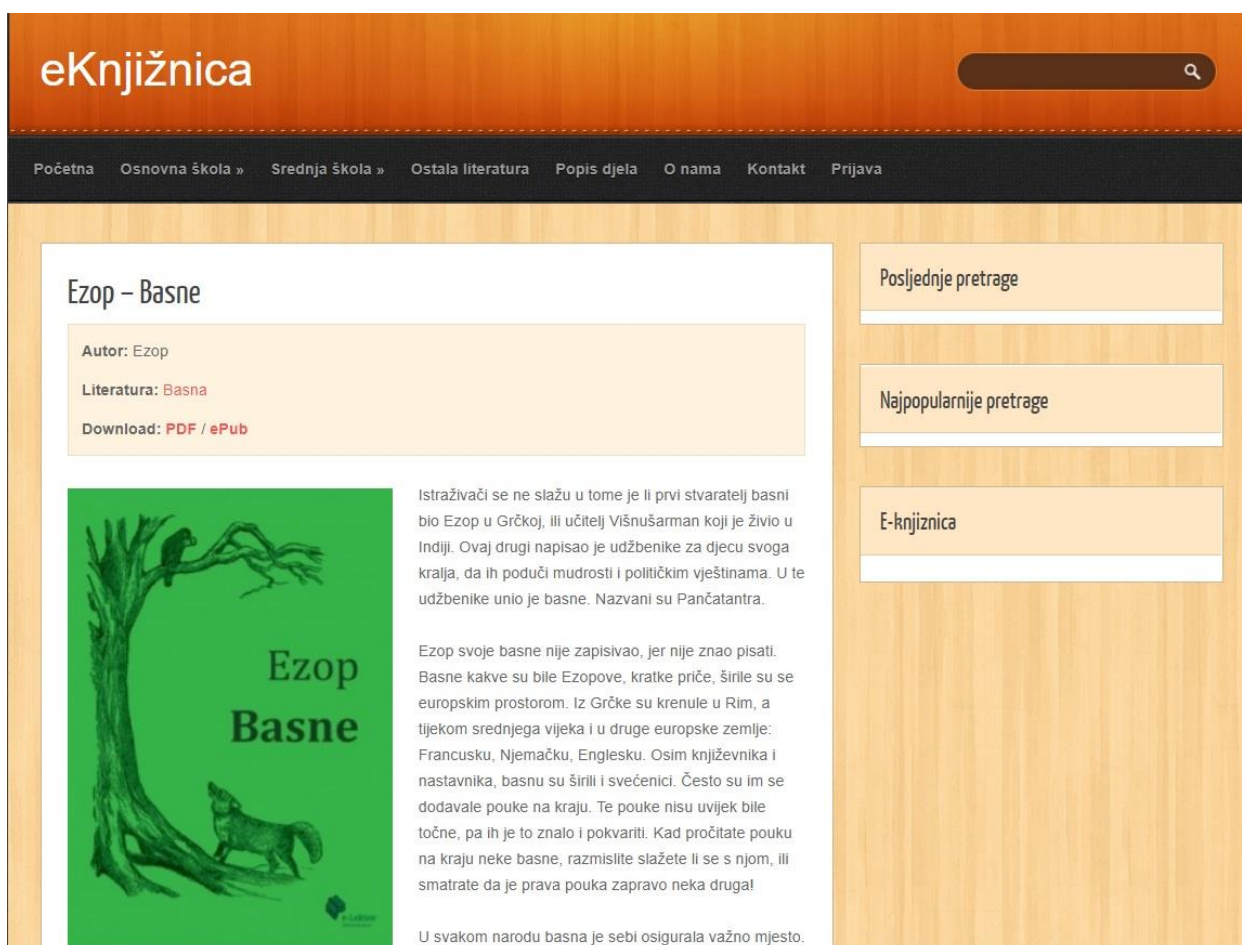 eKnjižnica
Početna Osnovna škola » Srednja škola » Ostala literatura Popis djela O nama Kontakt Prijava
Ezop – Basne
Autor: Ezop
Literatura: Basna
Download: PDF / ePub
Ezop
Basne
e-Lektire
Istraživači se ne slažu u tome je li prvi stvaratelj basni
bio Ezop u Grčkoj, ili učitelj Višnušarman koji je živio u
Indiji. Ovaj drugi napisao je udžbenike za djecu svoga
kralja, da ih poduči mudrosti i političkim vještinama. U te
udžbenike unio je basne. Nazvani su Pančatantra.
Ezop svoje basne nije zapisivao, jer nije znao pisati.
Basne kakve su bile Ezopove, kratke priče, širile su se
europskim prostorom. Iz Grčke su krenule u Rim, a
tijekom srednjega vijeka i u druge europske zemlje:
Francusku, Njemačku, Englesku. Osim književnika i
nastavnika, basnu su širili i svećenici. Često su im se
dodavale pouke na kraju. Te pouke nisu uvijek bile
točne, pa ih je to znalo i pokvariti. Kad pročitate pouku
na kraju neke basne, razmislite slažete li se s njom, ili
smatrate da je prava pouka zapravo neka druga!
U svakom narodu basna je sebi osigurala važno mjesto.
Posljednje pretrage
Najpopularnije pretrage
E-knjiznica